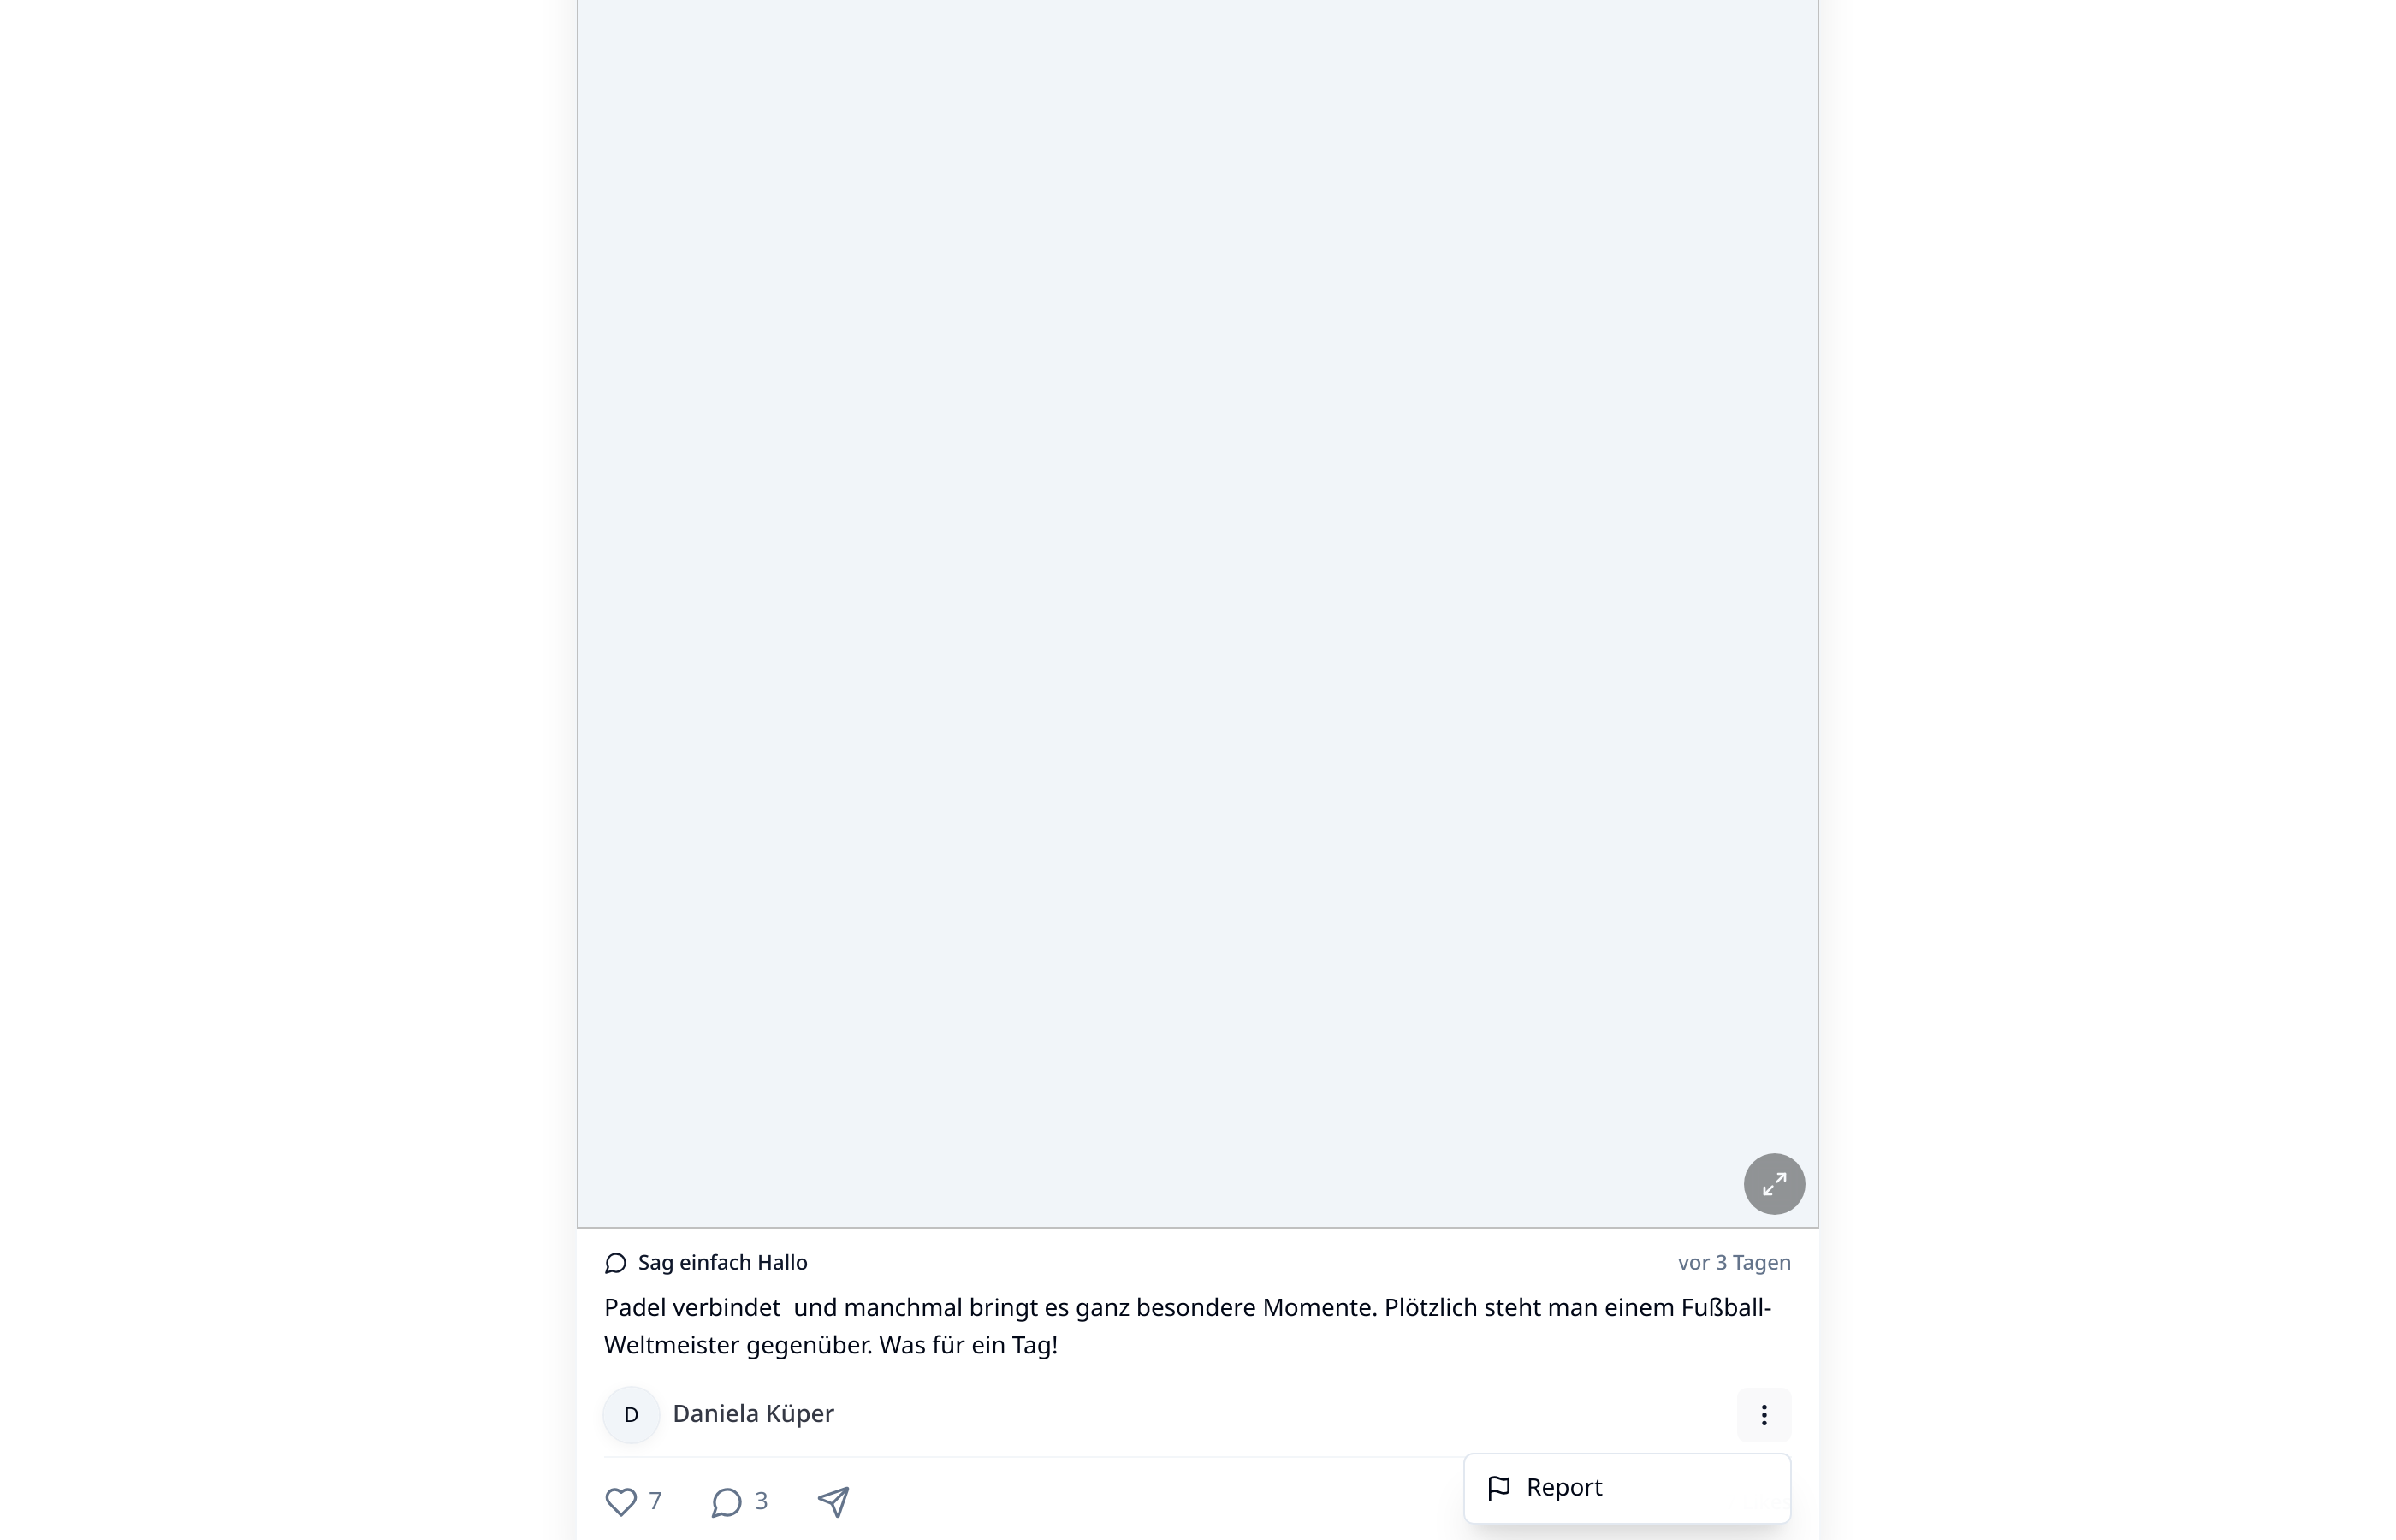 Sag einfach Hallo
vor 3 Tagen
Padel verbindet  und manchmal bringt es ganz besondere Momente. Plötzlich steht man einem Fußball-
Weltmeister gegenüber. Was für ein Tag!
D
Daniela Küper
7
3
Report